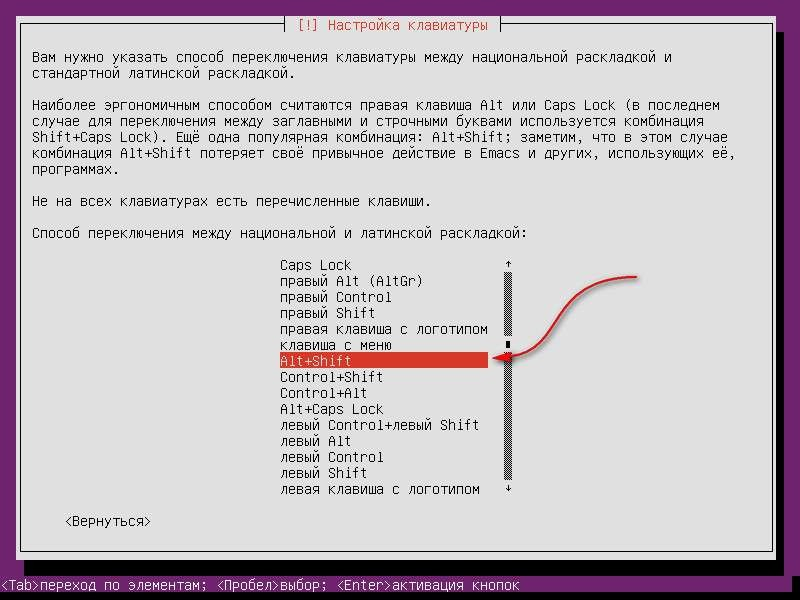 [!] Настройка клавиатуры
Вам нужно указать способ переключения клавиатуры между национальной раскладкой и
стандартной латинской раскладкой.
Наиболее эргономичным способом считаются правая клавиша Alt или Caps Lock (в последнем
случае для переключения между заглавными и строчными буквами используется комбинация
Shift+Caps Lock). Ещё одна популярная комбинация: Alt+Shift; заметим, что в этом случае
комбинация Alt+Shift потеряет своё привычное действие в Emacs и других, использующих её,
программах.
Не на всех клавиатурах есть перечисленные клавиши.
Способ переключения между национальной и латинской раскладкой:
Caps Lock
правый Alt (AltGr)
правый Control
правый Shift
правая клавиша с логотипом
клавиша с меню
Alt+Shift
Control+Shift
Control+Alt
Alt+Caps Lock
левый Control+левый Shift
левый Alt
левый Control
левый Shift
левая клавиша с логотипом
<Вернуться>
<Tab>переход по элементам; <Пробел>выбор; <Enter>активация кнопок